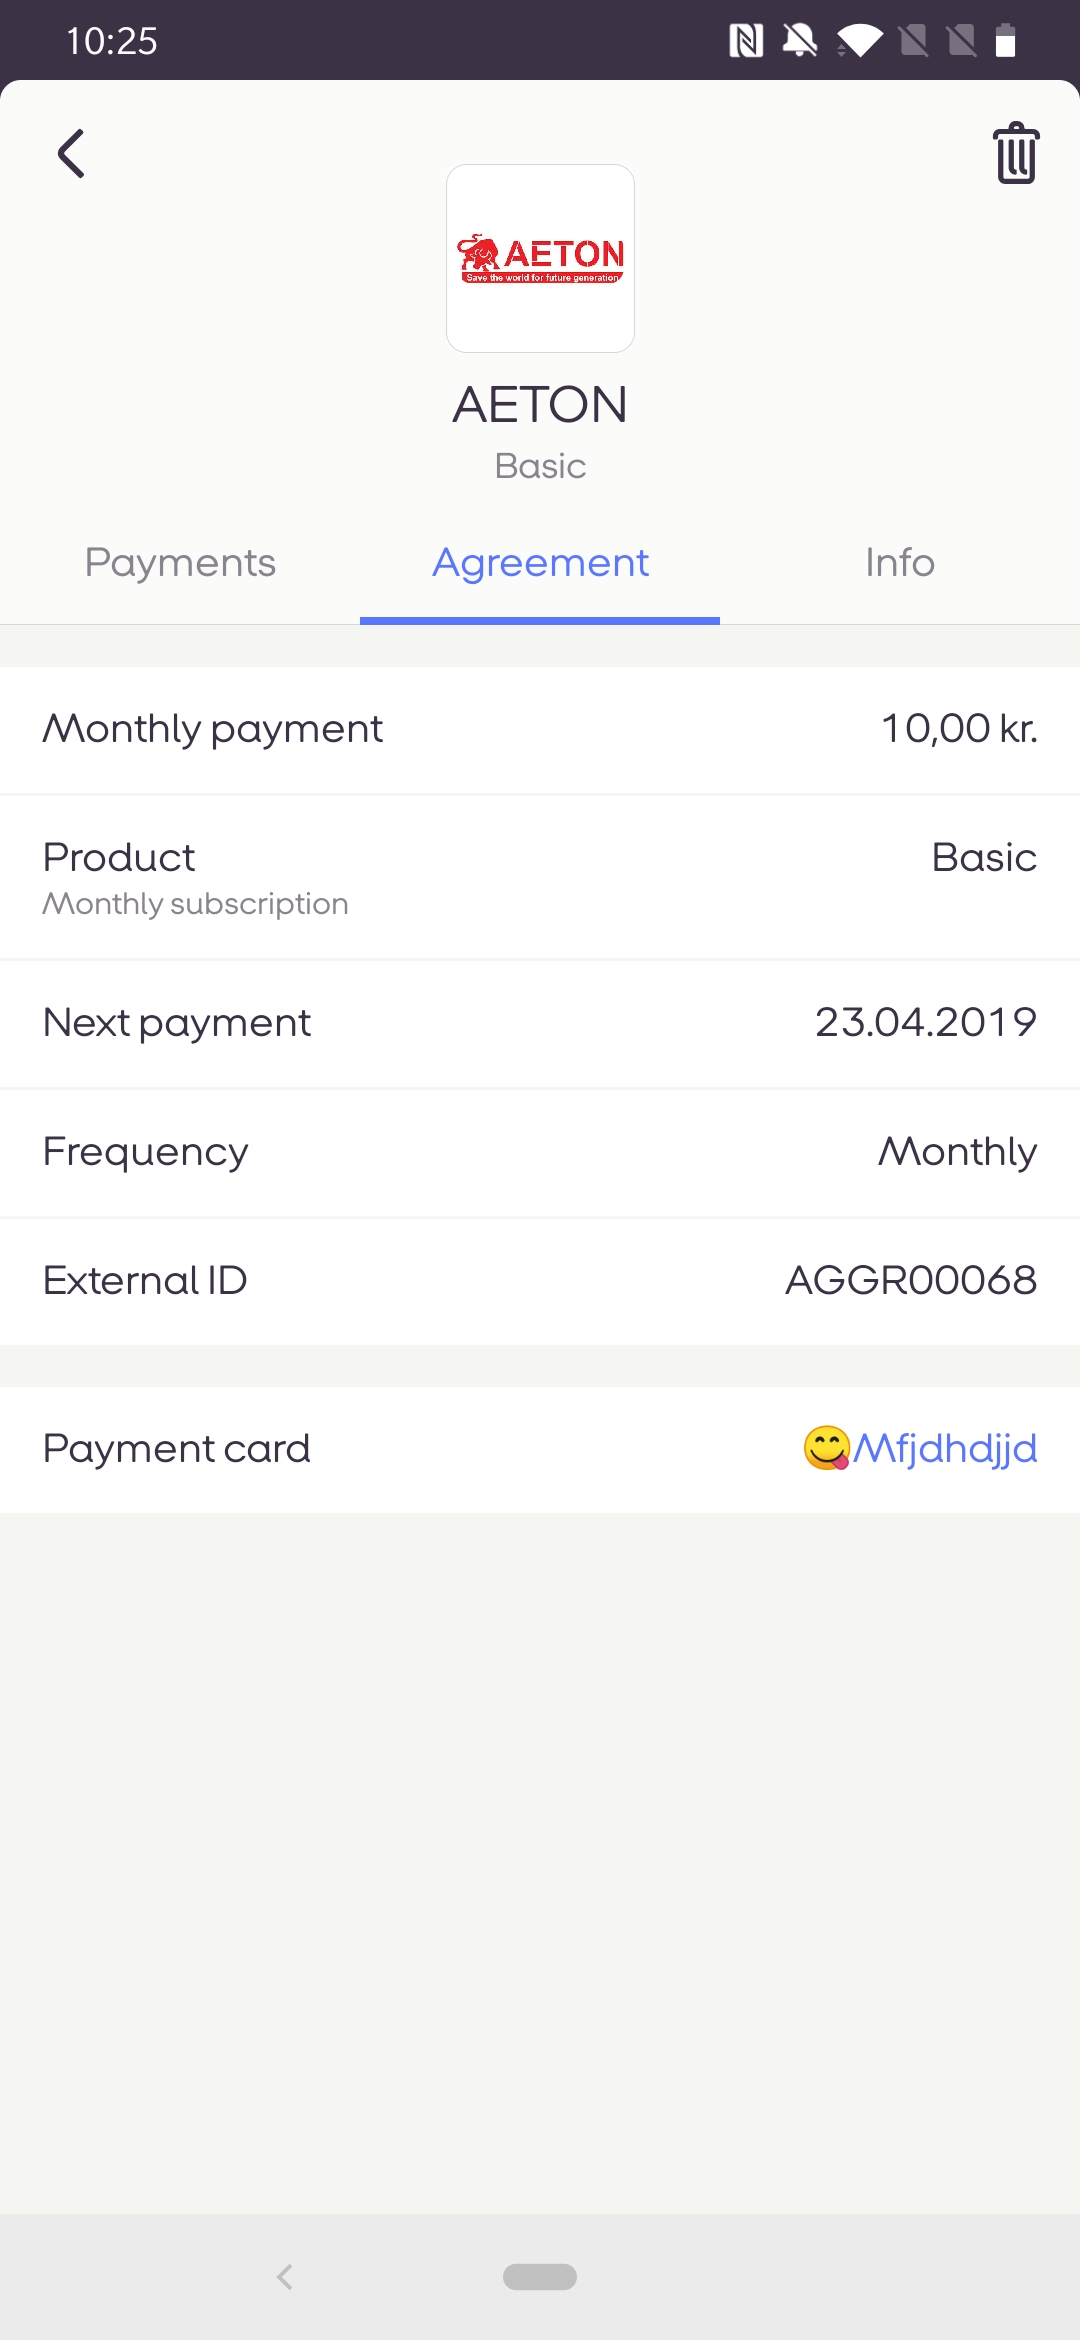 10:25
AETON
Save the world for future generation
AETON
Basic
Payments Agreement Info
Monthly payment 10,00 kr.
Product Basic
Monthly subscription
Next payment 23.04.2019
Frequency Monthly
External ID AGGR00068
Payment card 😋Mfjdhdjjd